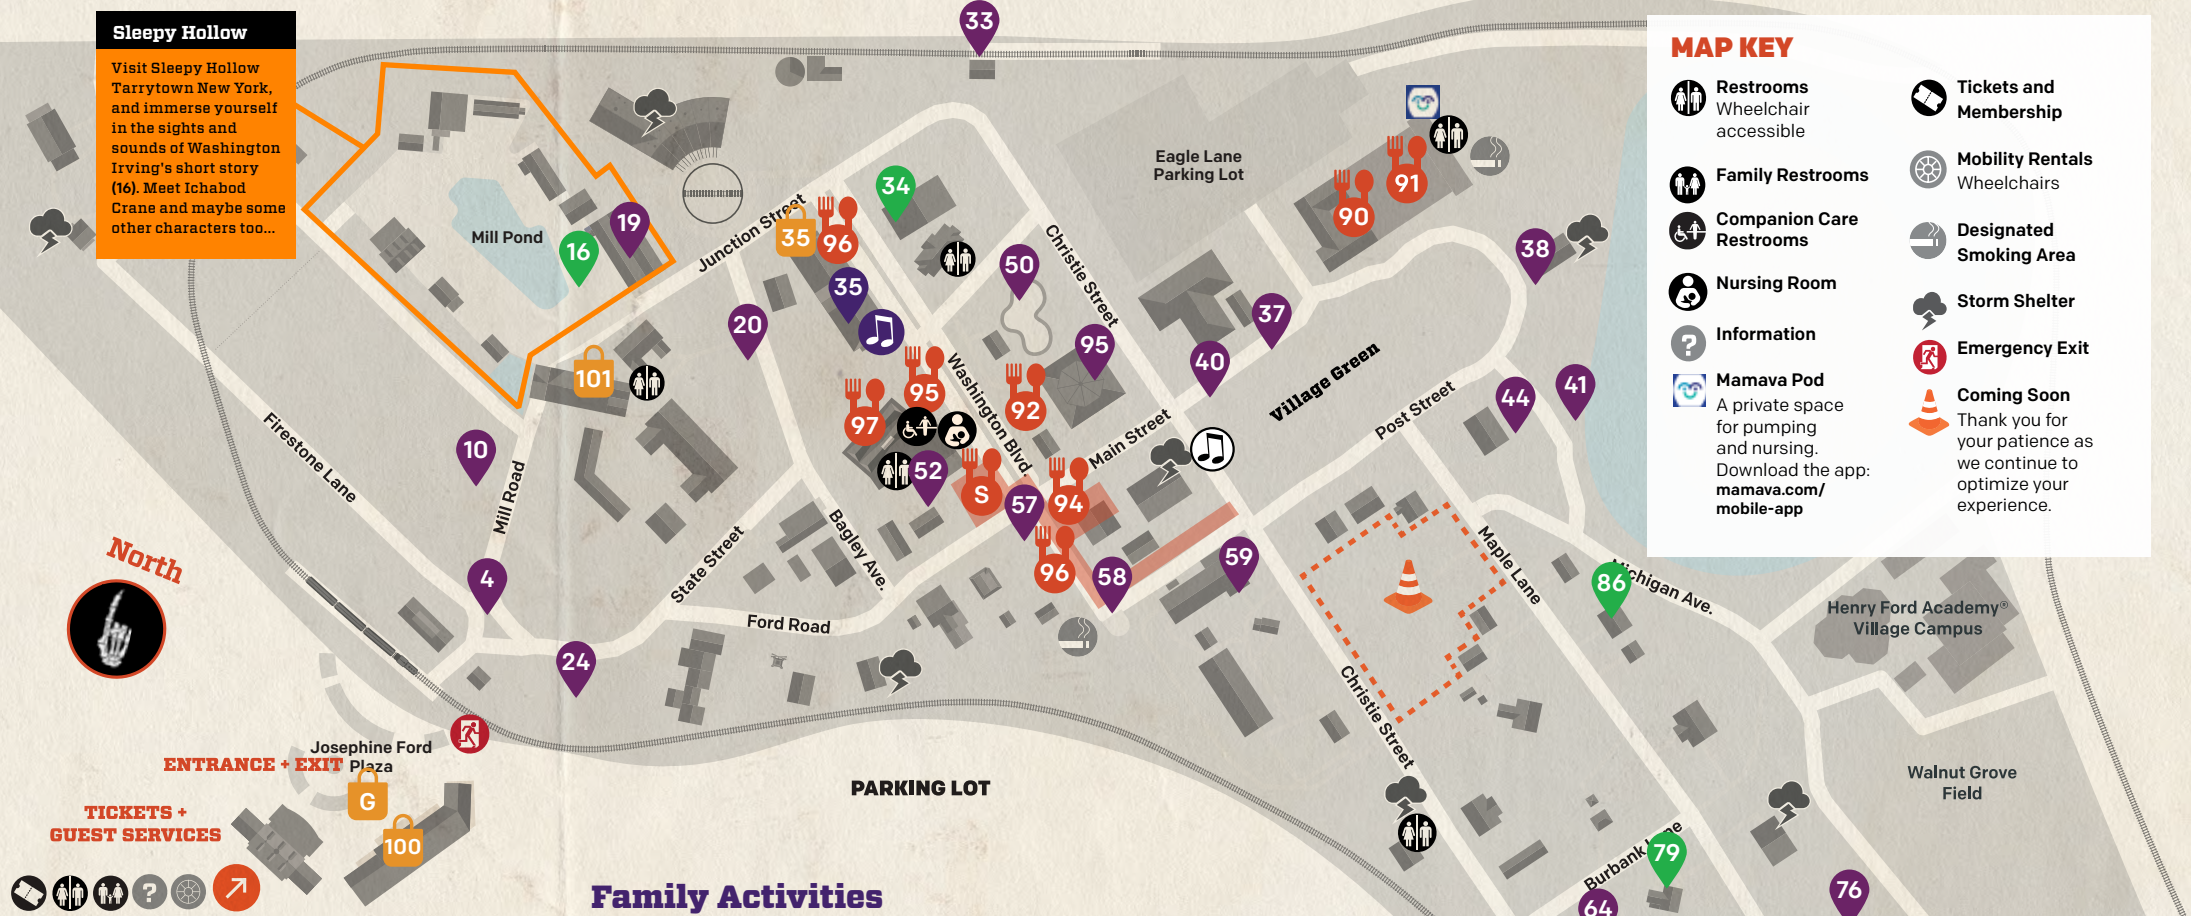 Sleepy Hollow
Visit Sleepy Hollow
Tarrytown New York,
and immerse yourself
in the sights and
sounds of Washington
Irving's short story
(16). Meet Ichabod
Crane and maybe some
other characters too...
33
Mill Pond
16
19
Junction Street
35
96
34
35
20
50
Christie Street
Eagle Lane
Parking Lot
90
91
38
37
40
95
Village Green
41
44
Post Street
101
97
95
92
Washington Blvd.
Main Street
52
S
57
94
96
58
59
10
Firestone Lane
Mill Road
4
24
State Street
Bagley Ave.
Ford Road
Maple Lane
Michigan Ave.
86
Christie Street
Henry Ford Academy®
Village Campus
Walnut Grove
Field
Burbank Lane
79
64
76
North
Josephine Ford
Plaza
ENTRANCE + EXIT
G
100
TICKETS +
GUEST SERVICES
?
PARKING LOT
Family Activities
MAP KEY
Restrooms
Wheelchair
accessible
Family Restrooms
Companion Care
Restrooms
Nursing Room
?
Information
Mamava Pod
A private space
for pumping
and nursing.
Download the app:
mamava.com/
mobile-app
Tickets and
Membership
Mobility Rentals
Wheelchairs
Designated
Smoking Area
Storm Shelter
Emergency Exit
Coming Soon
Thank you for
your patience as
we continue to
optimize your
experience.